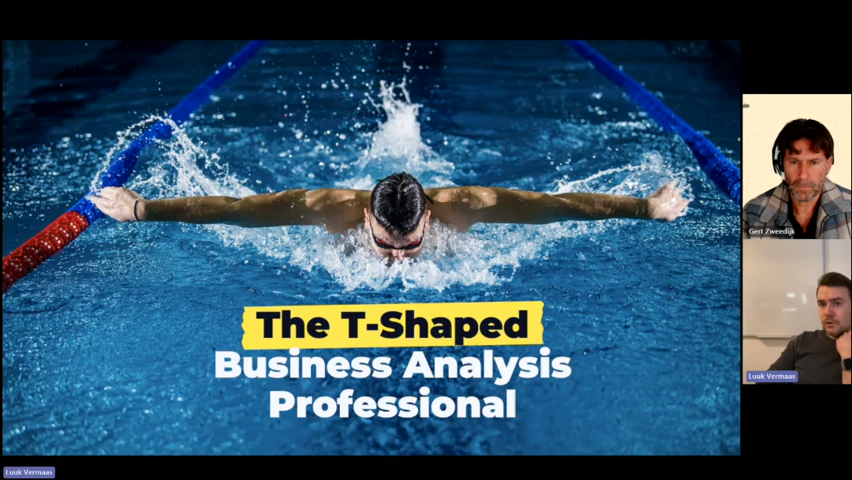 The T-Shaped
Business Analysis
Professional
Gert Zweedijk
Luuk Vermaas
Luuk Vermaas